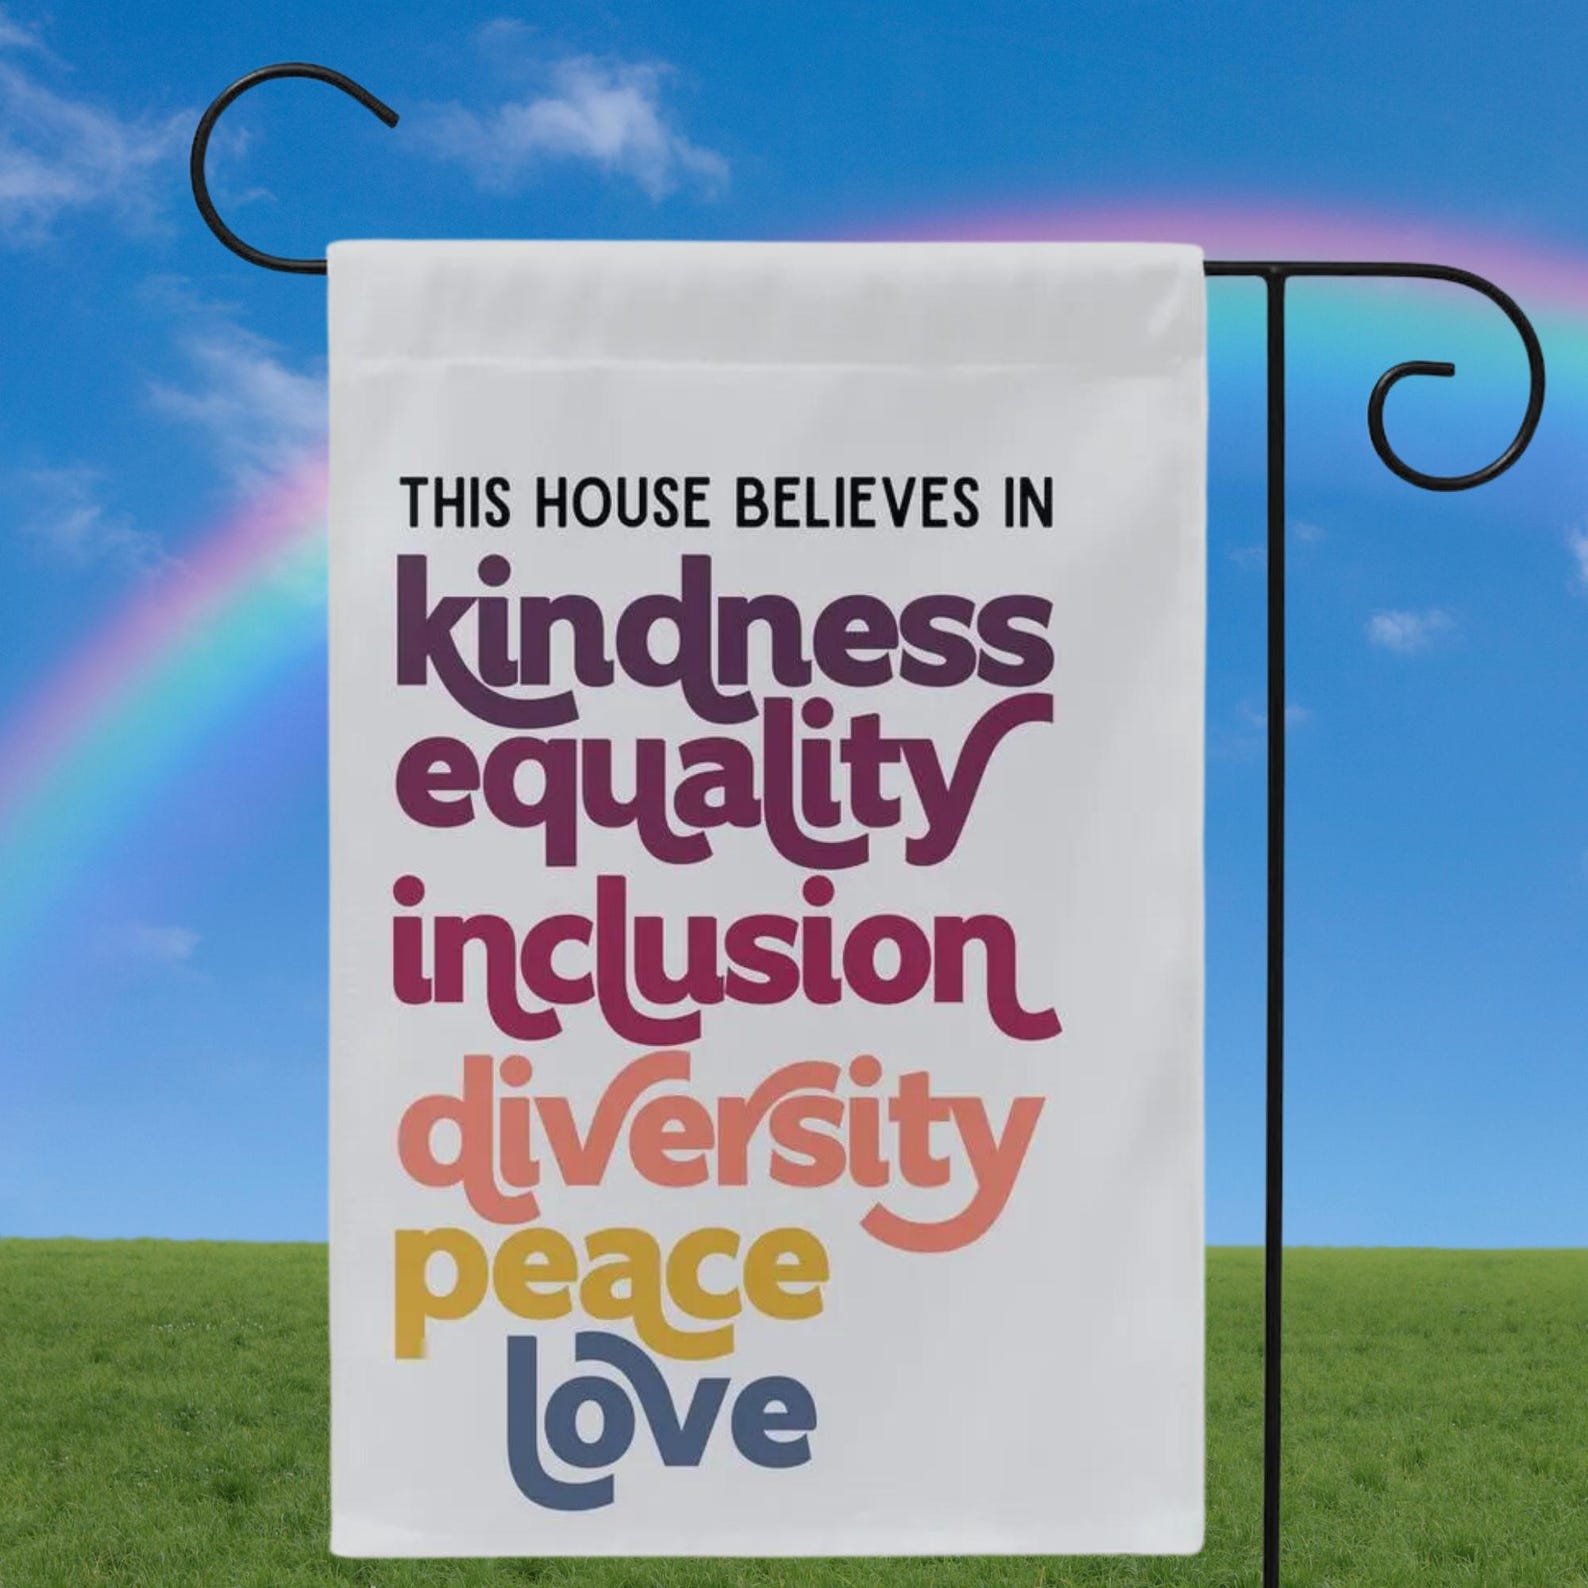 THIS HOUSE BELIEVES IN
kindness
equality
inclusion
diversity
peace
love